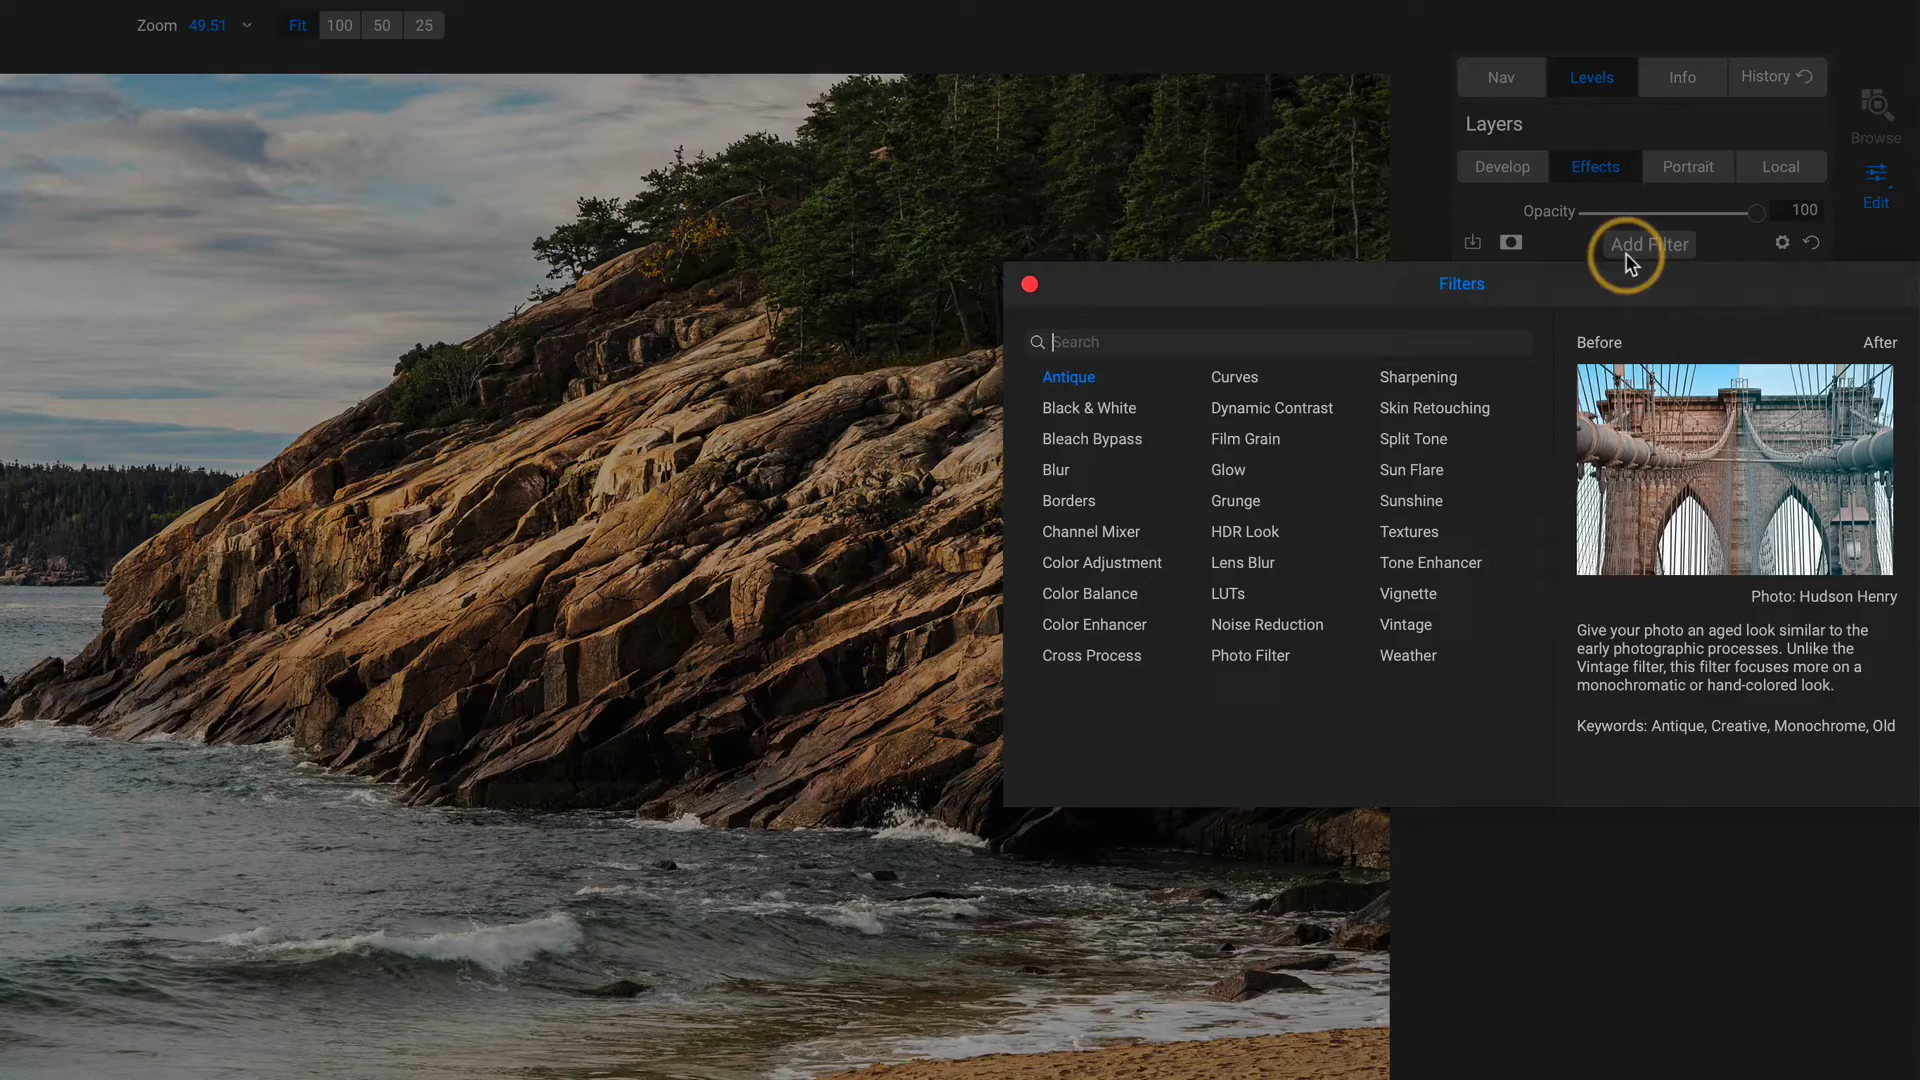 Zoom 49.51 Fit 100 50 25
Nav Levels Info History
Layers
Browse
Develop Effects Portrait Local
Edit
Opacity 100
Add Filter
Filters
Search
Antique
Black & White
Bleach Bypass
Blur
Borders
Channel Mixer
Color Adjustment
Color Balance
Color Enhancer
Cross Process
Curves
Dynamic Contrast
Film Grain
Glow
Grunge
HDR Look
Lens Blur
LUTs
Noise Reduction
Photo Filter
Sharpening
Skin Retouching
Split Tone
Sun Flare
Sunshine
Textures
Tone Enhancer
Vignette
Vintage
Weather
Before After
Photo: Hudson Henry
Give your photo an aged look similar to the
early photographic processes. Unlike the
Vintage filter, this filter focuses more on a
monochromatic or hand-colored look.
Keywords: Antique, Creative, Monochrome, Old